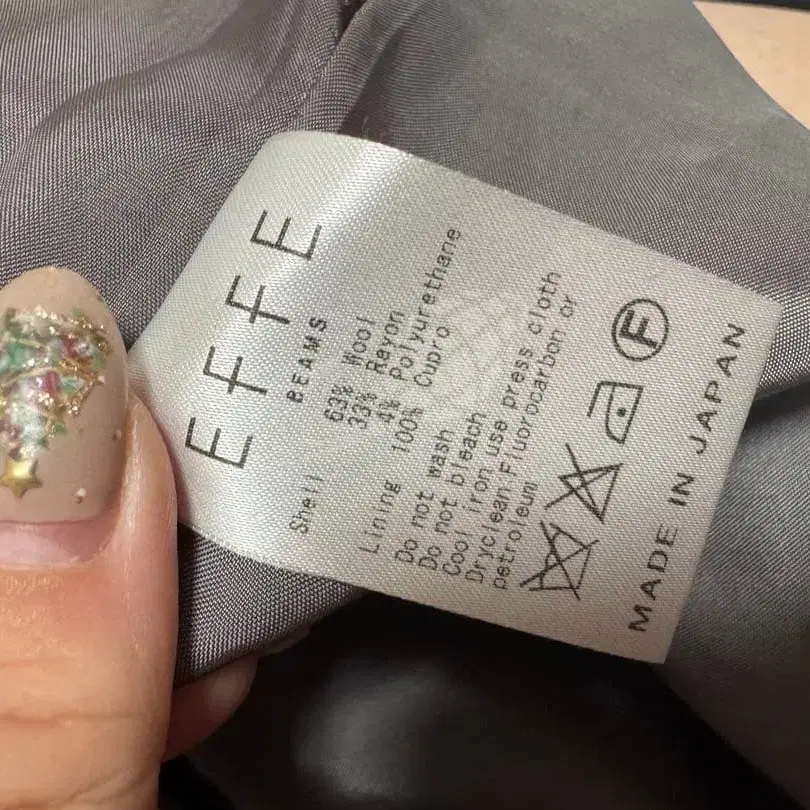 EFFE
BEAMS
Shell 63% Wool
33% Rayon
4% Polyurethane
Lining 100% Cupro
Do not wash
Do not bleach
Cool iron use press cloth
Dryclean Fluorocarbon or
petroleum
F
MADE IN JAPAN